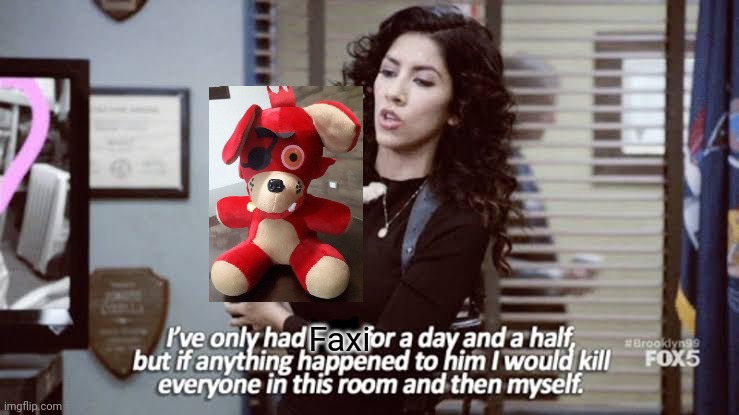 I've only had Faxi for a day and a half,
but if anything happened to him I would kill
everyone in this room and then myself.
#Brooklyn99
FOX5
imgflip.com